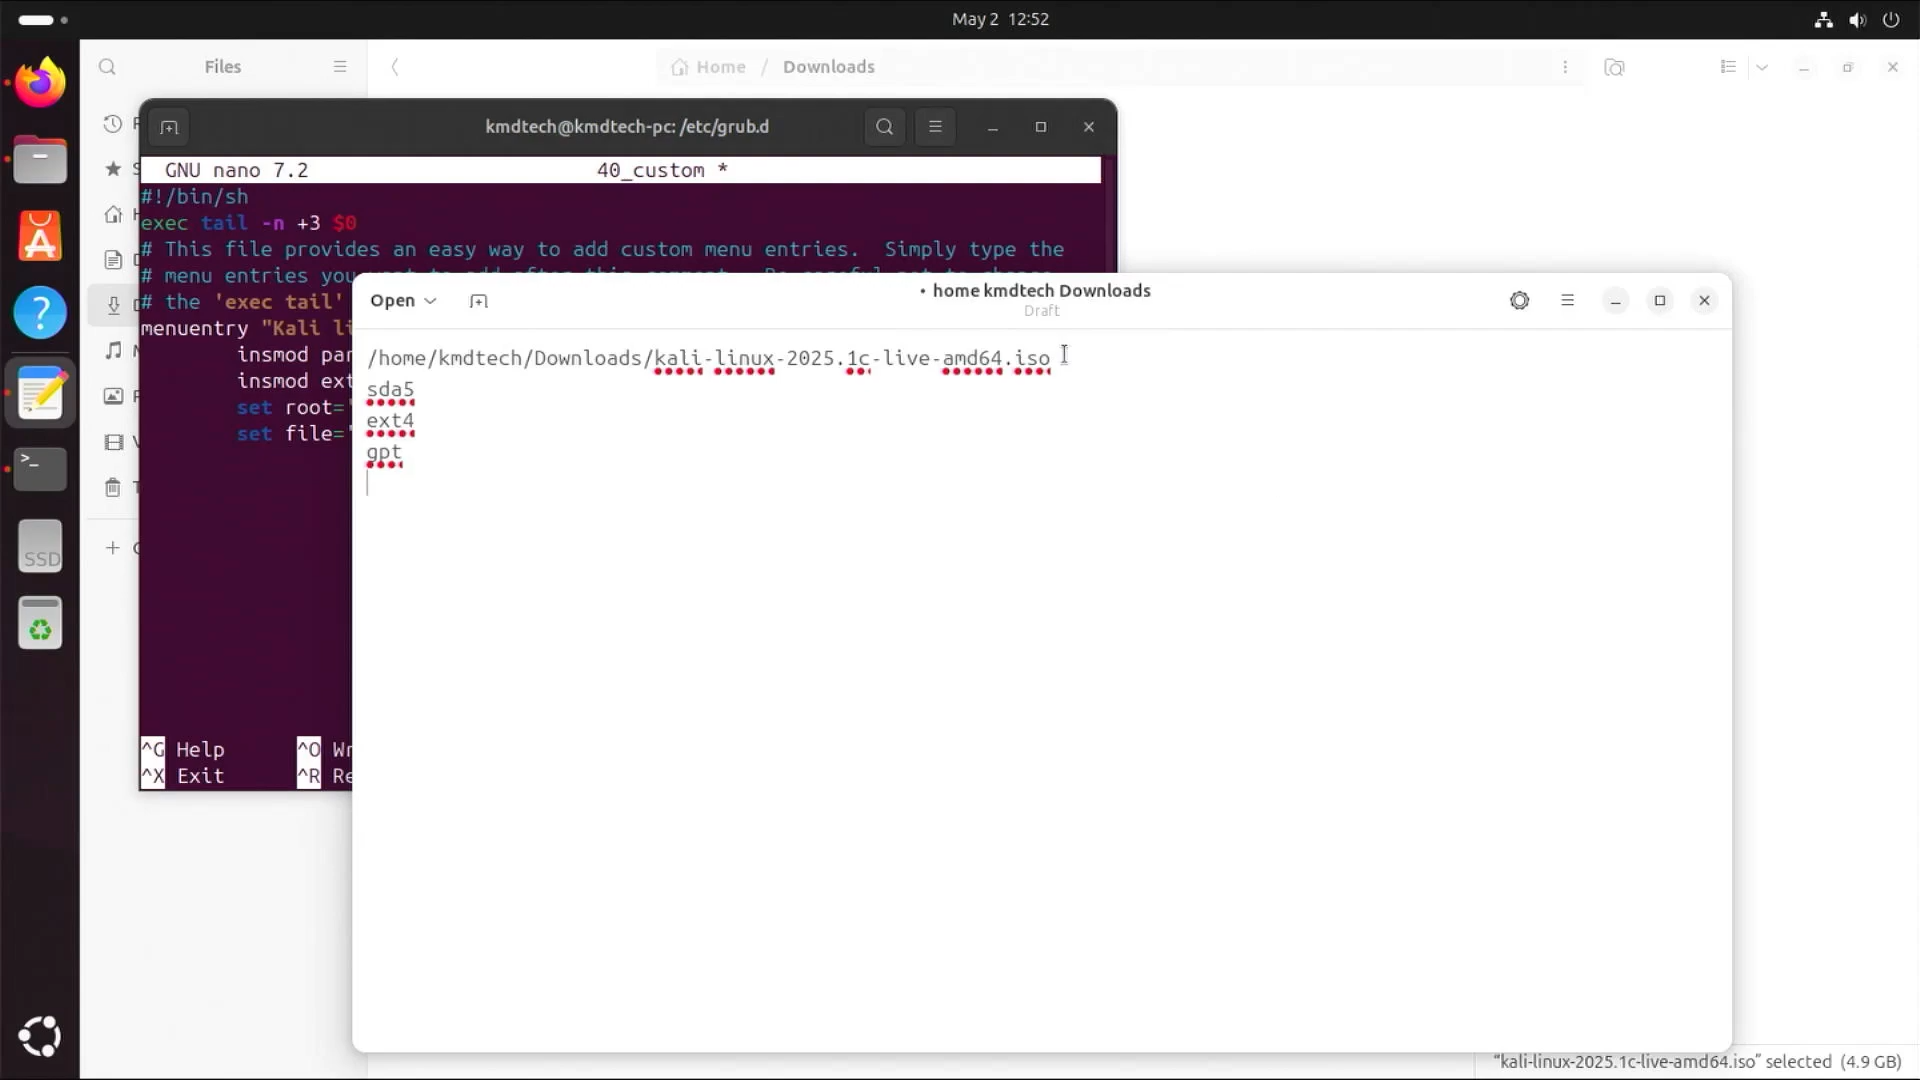 May 2 12:52
Files
Home / Downloads
kmdtech@kmdtech-pc: /etc/grub.d
GNU nano 7.2 40_custom *
#!/bin/sh
exec tail -n +3 $0
# This file provides an easy way to add custom menu entries. Simply type the
# menu entries you
# the 'exec tail'
menuentry "Kali li
insmod par
insmod ext
set root='
set file='
^G Help ^O Wr
^X Exit ^R Re
Open
• home kmdtech Downloads
Draft
/home/kmdtech/Downloads/kali-linux-2025.1c-live-amd64.iso
sda5
ext4
gpt
SSD
"kali-linux-2025.1c-live-amd64.iso" selected (4.9 GB)